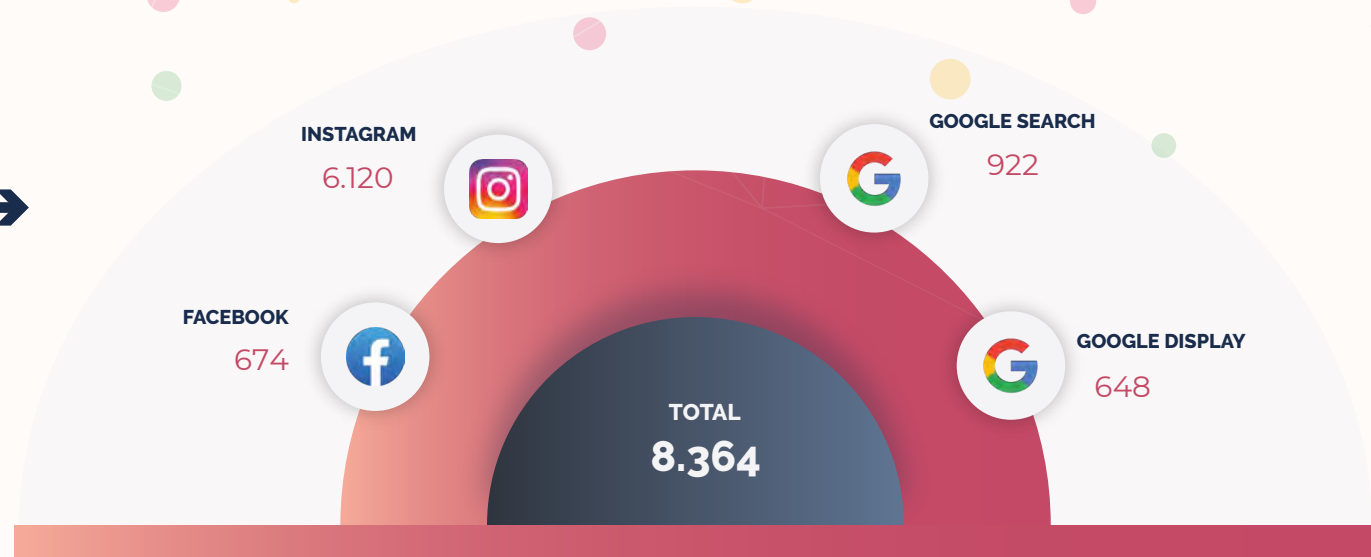 INSTAGRAM
6.120
GOOGLE SEARCH
922
FACEBOOK
674
GOOGLE DISPLAY
648
TOTAL
8.364